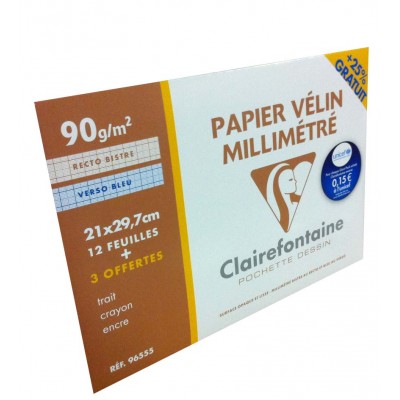 90g/m²
RECTO BISTRE
VERSO BLEU
21x29,7cm
12 FEUILLES
+
3 OFFERTES
trait
crayon
encre
RÉF. 96555
+25%
GRATUIT
PAPIER VÉLIN
MILLIMÉTRÉ
unicef
0,15€
Clairefontaine
POCHETTE DESSIN